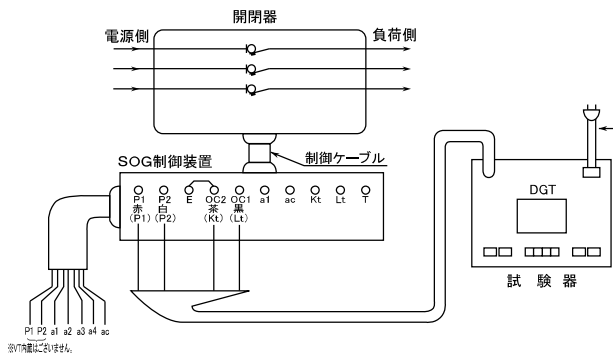 開閉器
電源側
負荷側
制御ケーブル
SOG制御装置
P1 P2 E OC2 OC1 a1 ac Kt Lt T
赤 白 茶 黒
(P1) (P2) (Kt) (Lt)
DGT
試験器
P1 P2 a1 a2 a3 a4 ac
※VT内蔵はございません。